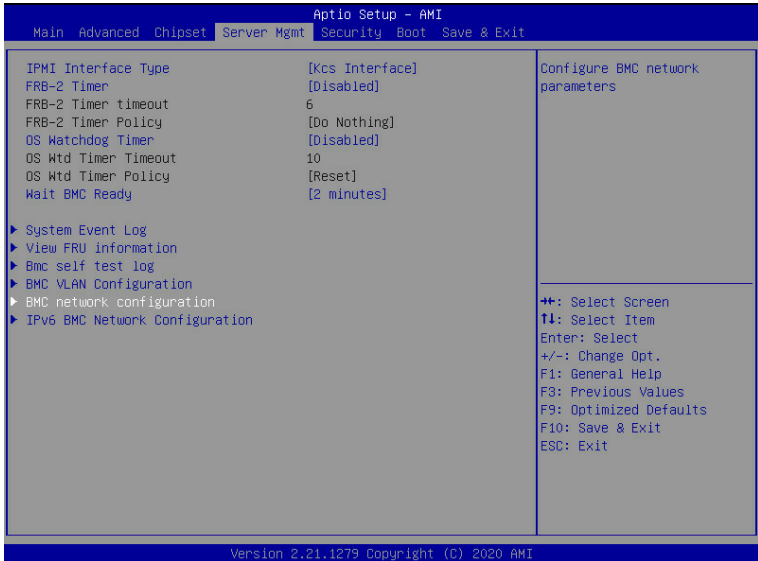 Aptio Setup – AMI
Main Advanced Chipset Server Mgmt Security Boot Save & Exit
IPMI Interface Type [Kcs Interface]
FRB-2 Timer [Disabled]
FRB-2 Timer timeout 6
FRB-2 Timer Policy [Do Nothing]
OS Watchdog Timer [Disabled]
OS Wtd Timer Timeout 10
OS Wtd Timer Policy [Reset]
Wait BMC Ready [2 minutes]
System Event Log
View FRU information
Bmc self test log
BMC VLAN Configuration
BMC network configuration
IPv6 BMC Network Configuration
Configure BMC network
parameters
→←: Select Screen
↑↓: Select Item
Enter: Select
+/-: Change Opt.
F1: General Help
F3: Previous Values
F9: Optimized Defaults
F10: Save & Exit
ESC: Exit
Version 2.21.1279 Copyright (C) 2020 AMI